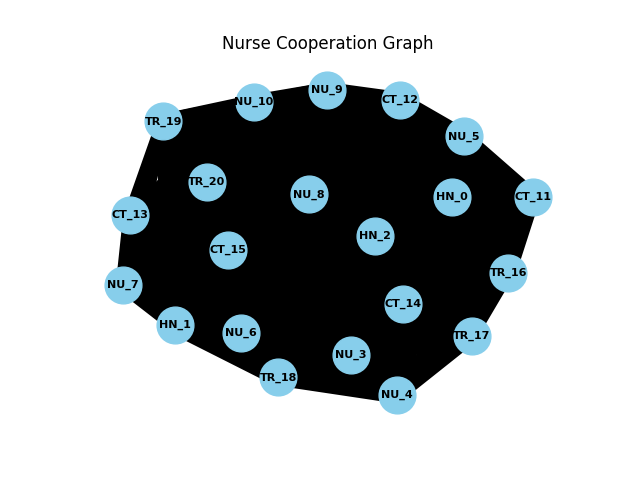 Nurse Cooperation Graph
NU_9
CT_12
NU_10
TR_19
NU_5
TR_20
NU_8
HN_0
CT_11
CT_13
HN_2
CT_15
TR_16
NU_7
CT_14
HN_1
NU_6
TR_17
NU_3
TR_18
NU_4